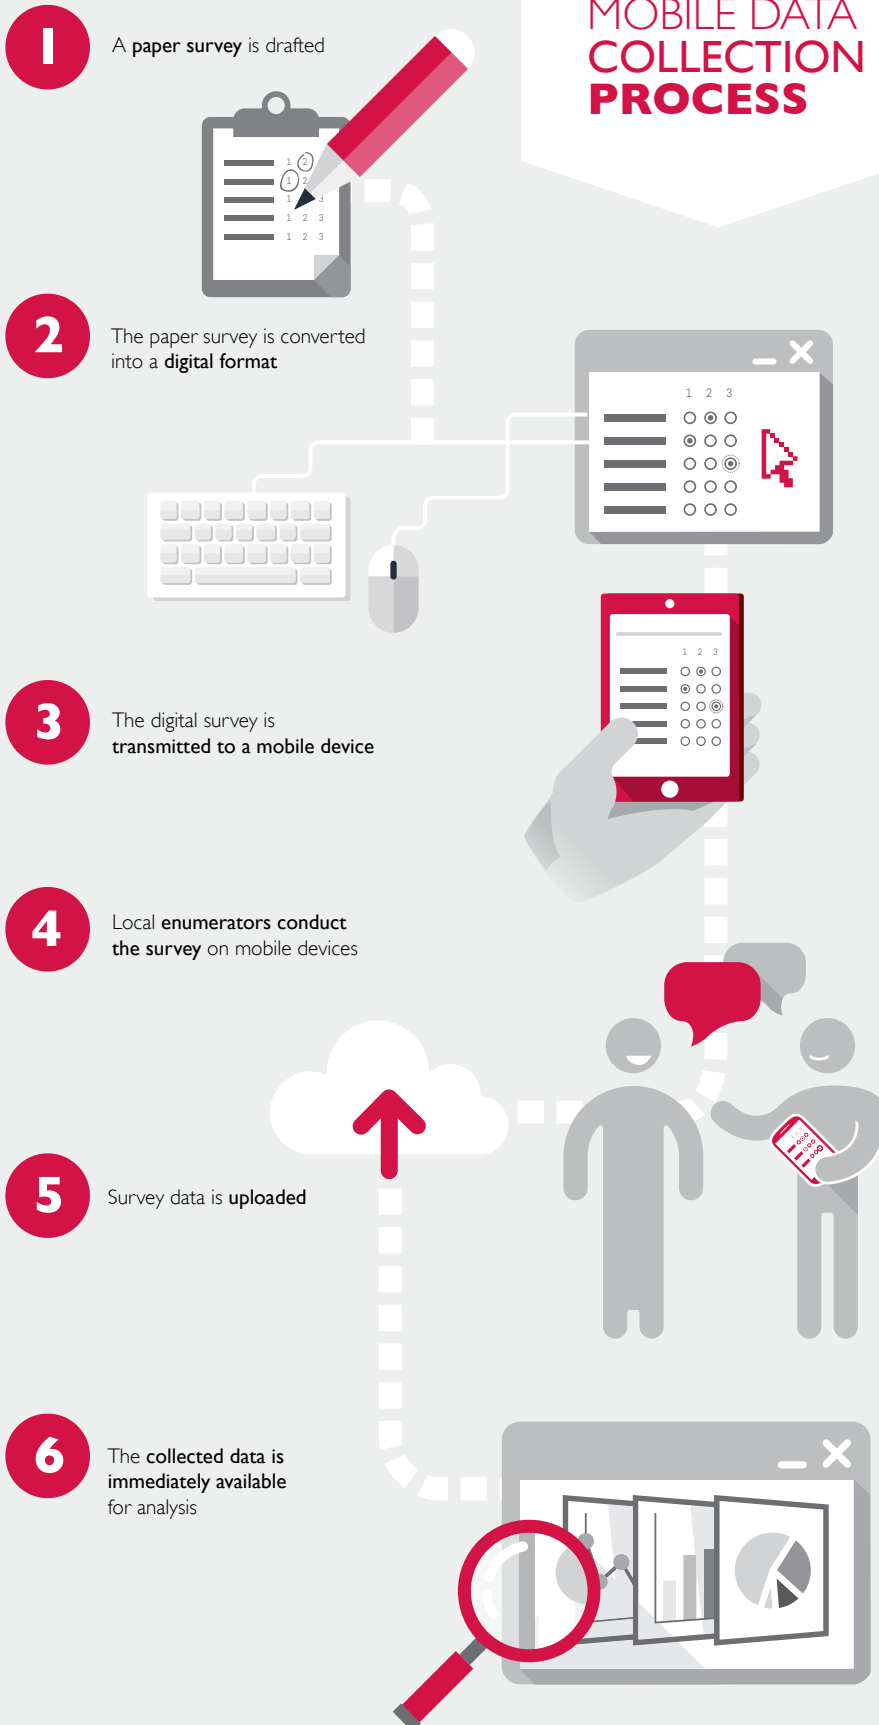 MOBILE DATA
COLLECTION
PROCESS
1
A paper survey is drafted
1 2
1 2
1 3
1 2 3
1 2 3
2
The paper survey is converted
into a digital format
1 2 3
1 2 3
3
The digital survey is
transmitted to a mobile device
4
Local enumerators conduct
the survey on mobile devices
5
Survey data is uploaded
6
The collected data is
immediately available
for analysis